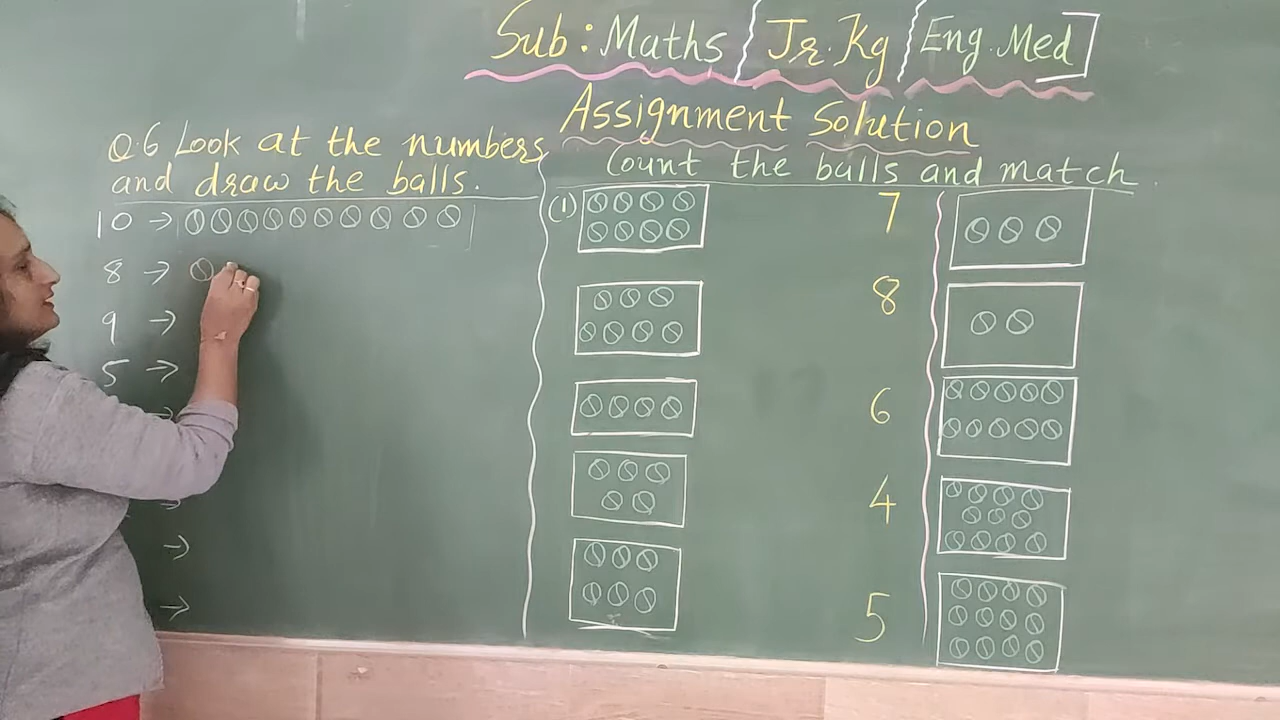 Sub: Maths Jr. Kg Eng. Med
Assignment Solution
Q.6 Look at the numbers
and draw the balls.
10 →
8 →
9 →
5 →
→
→
→
→
Count the balls and match.
(1)
7
8
6
4
5